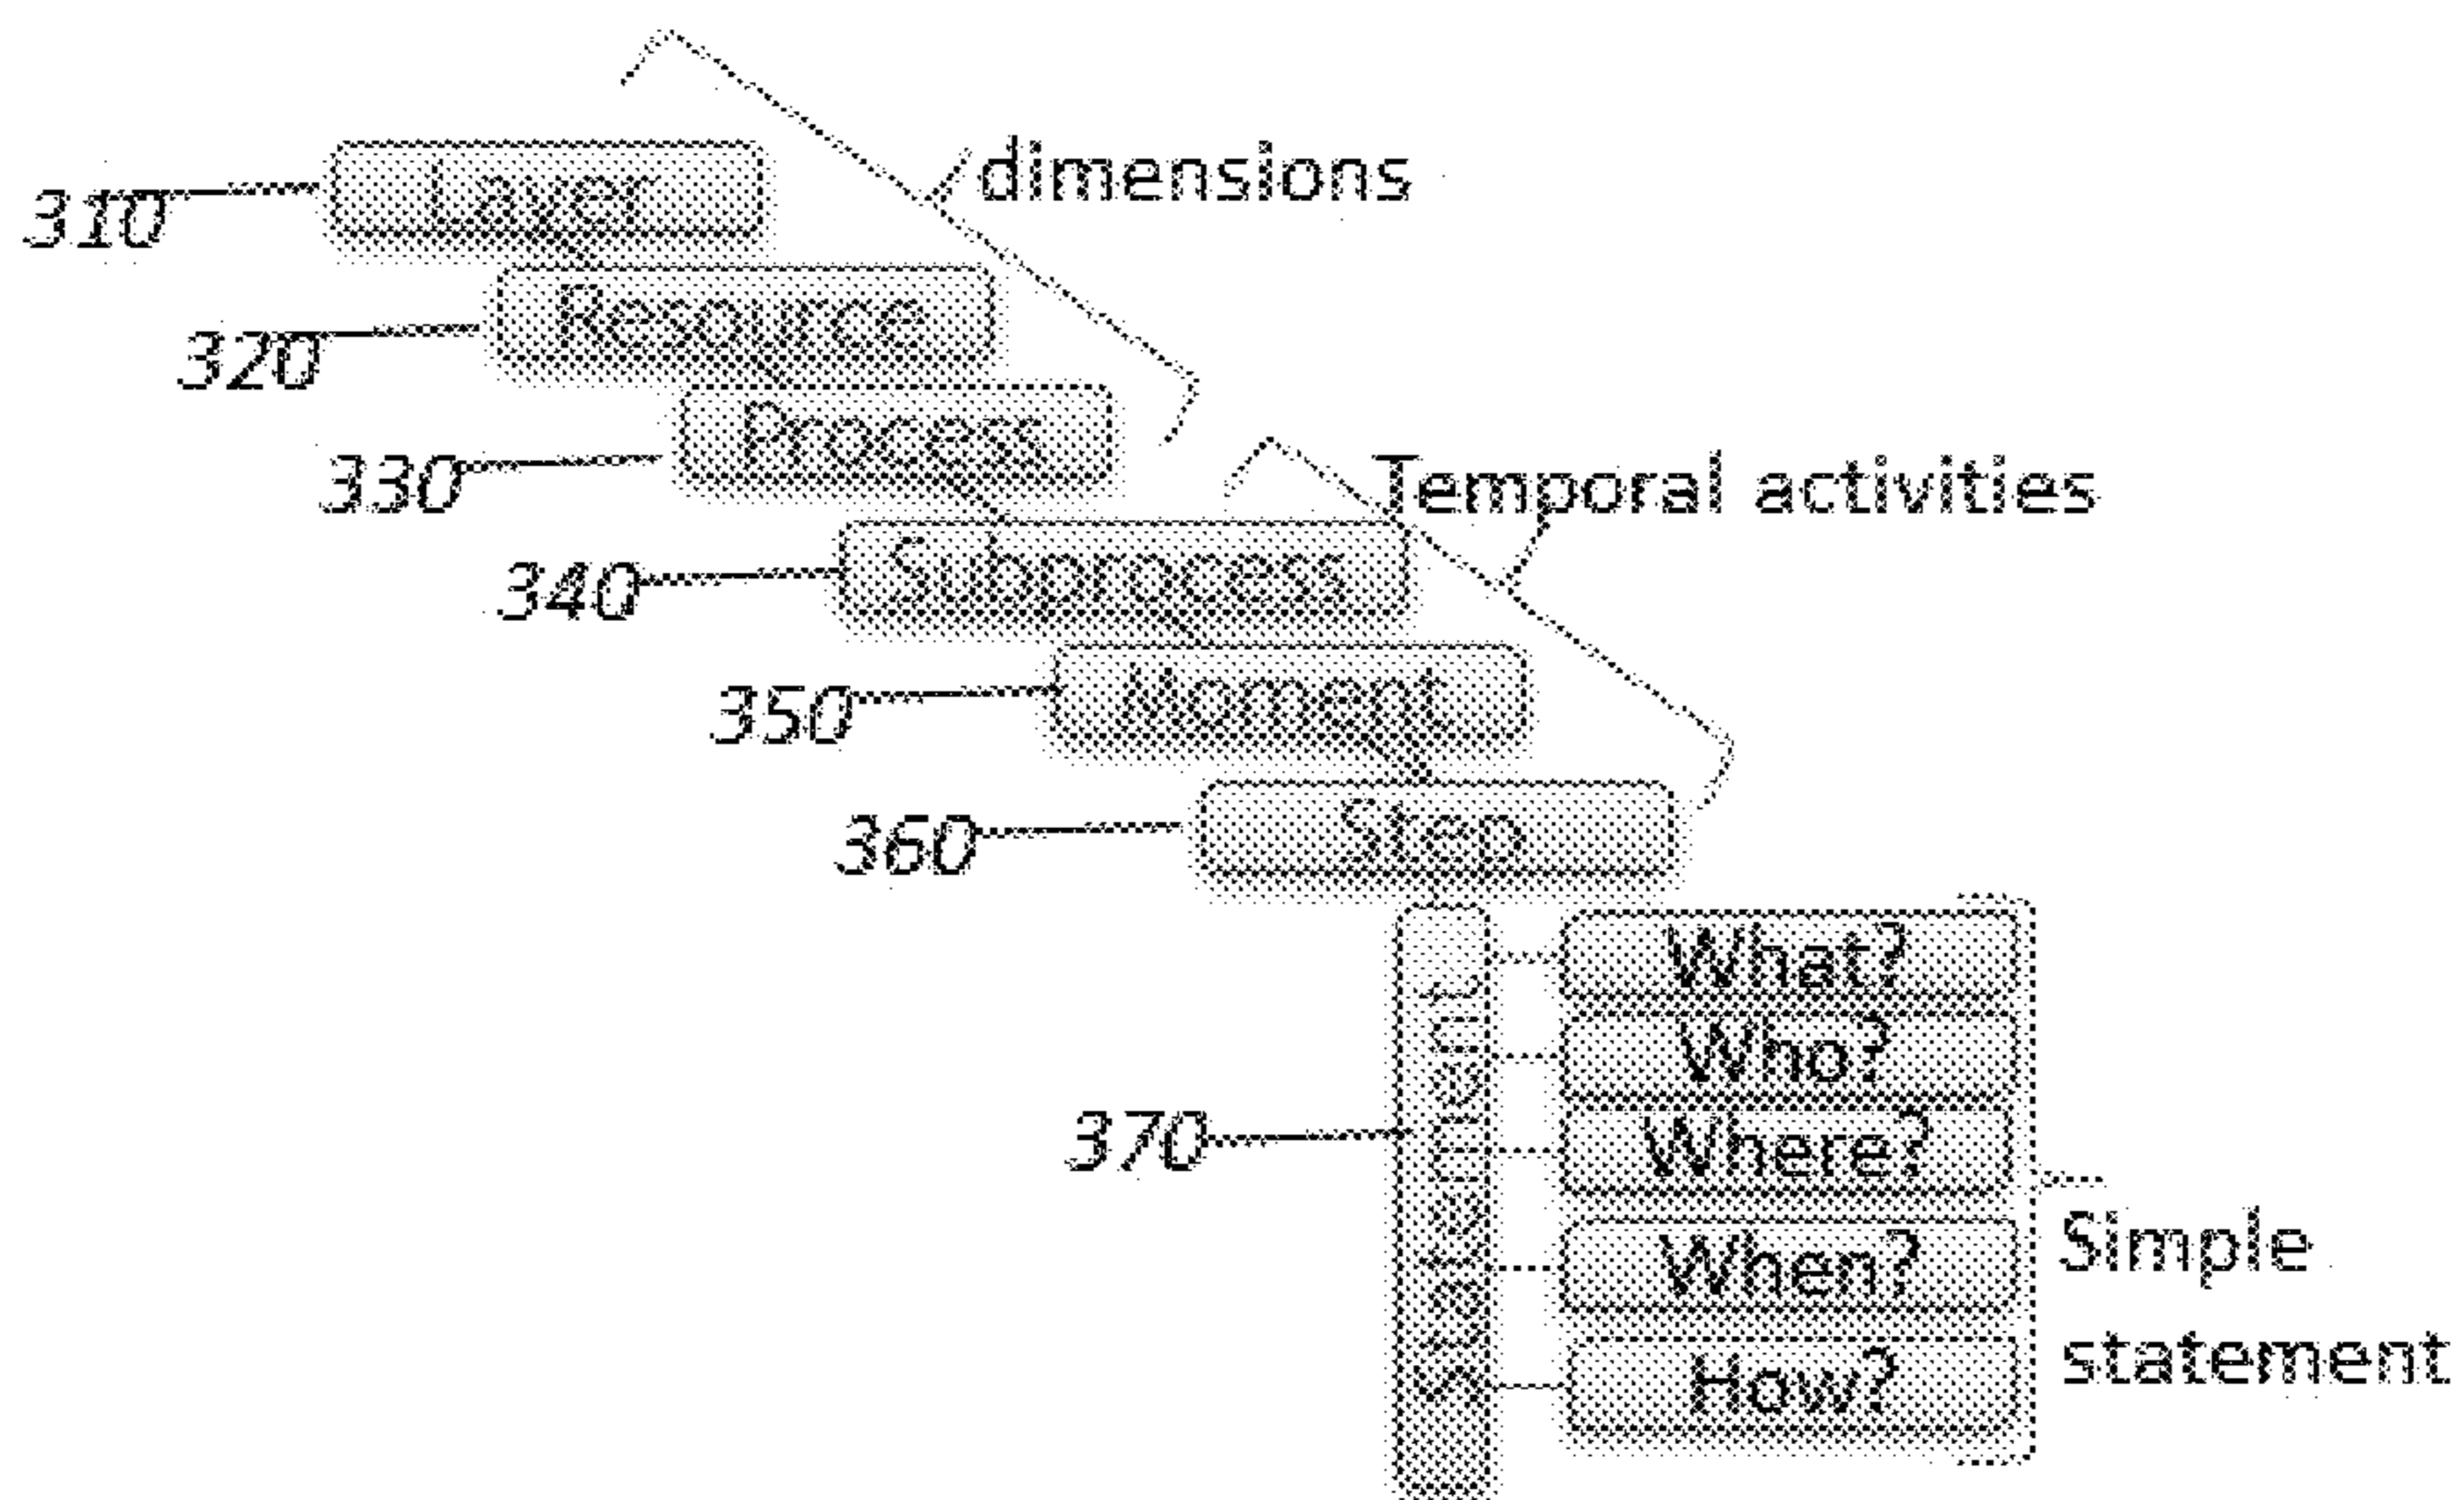 dimensions
310 Layer
320 Resource
330 Process
Temporal activities
340 Subprocess
350 Moment
360 Step
370 Statement
What?
Who?
Where?
When?
How?
Simple
statement